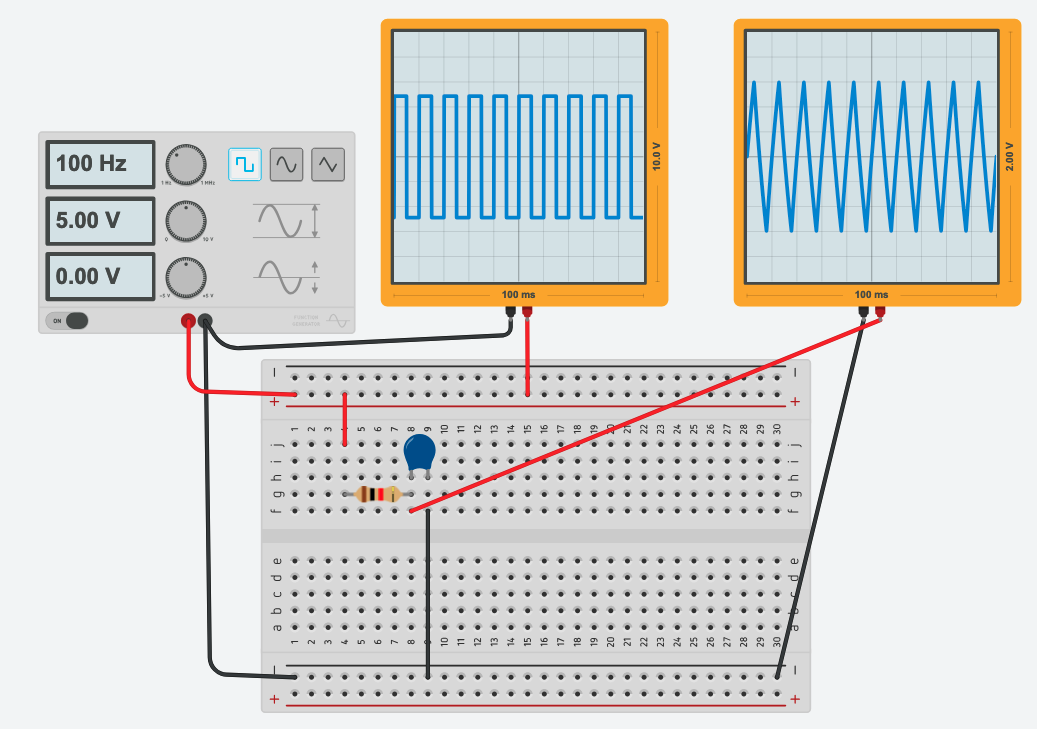 100 Hz
1 Hz
1 MHz
5.00 V
0
10 V
0.00 V
-5 V
+5 V
ON
FUNCTION
GENERATOR
10.0 V
100 ms
2.00 V
100 ms
− −
+ +
1 2 3 4 5 6 7 8 9 10 11 12 13 14 15 16 17 18 19 20 21 22 23 24 25 26 27 28 29 30
j j
i i
h h
g g
f f
e e
d d
c c
b b
a a
1 2 3 4 5 6 7 8 9 10 11 12 13 14 15 16 17 18 19 20 21 22 23 24 25 26 27 28 29 30
− −
+ +